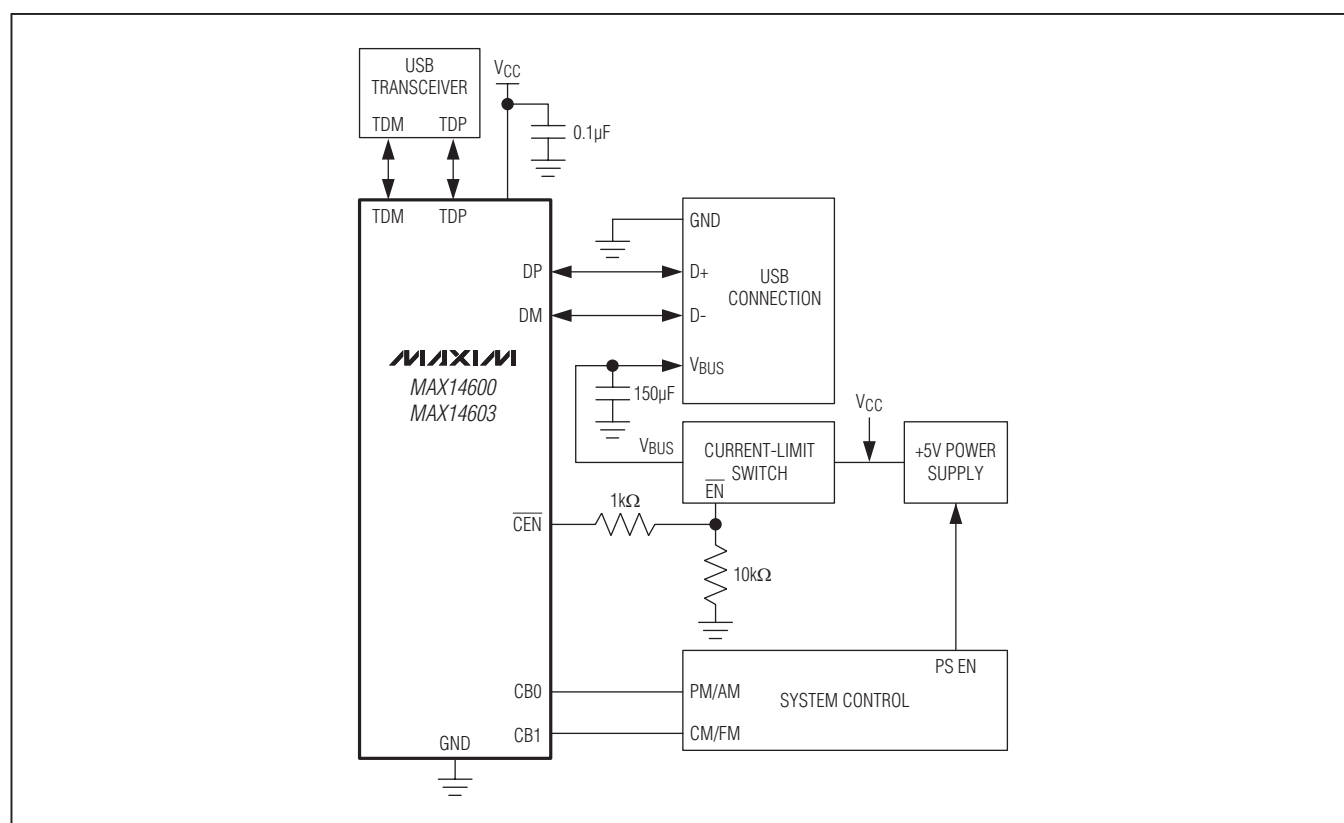 USB
TRANSCEIVER
TDM TDP
VCC
0.1µF
TDM TDP
GND
DP
D+
USB
CONNECTION
DM
D-
MAXIM
MAX14600
MAX14603
VBUS
150µF
VCC
VBUS
CURRENT-LIMIT
SWITCH
EN
+5V POWER
SUPPLY
1kΩ
CEN
10kΩ
PS EN
CB0
PM/AM
SYSTEM CONTROL
CB1
CM/FM
GND